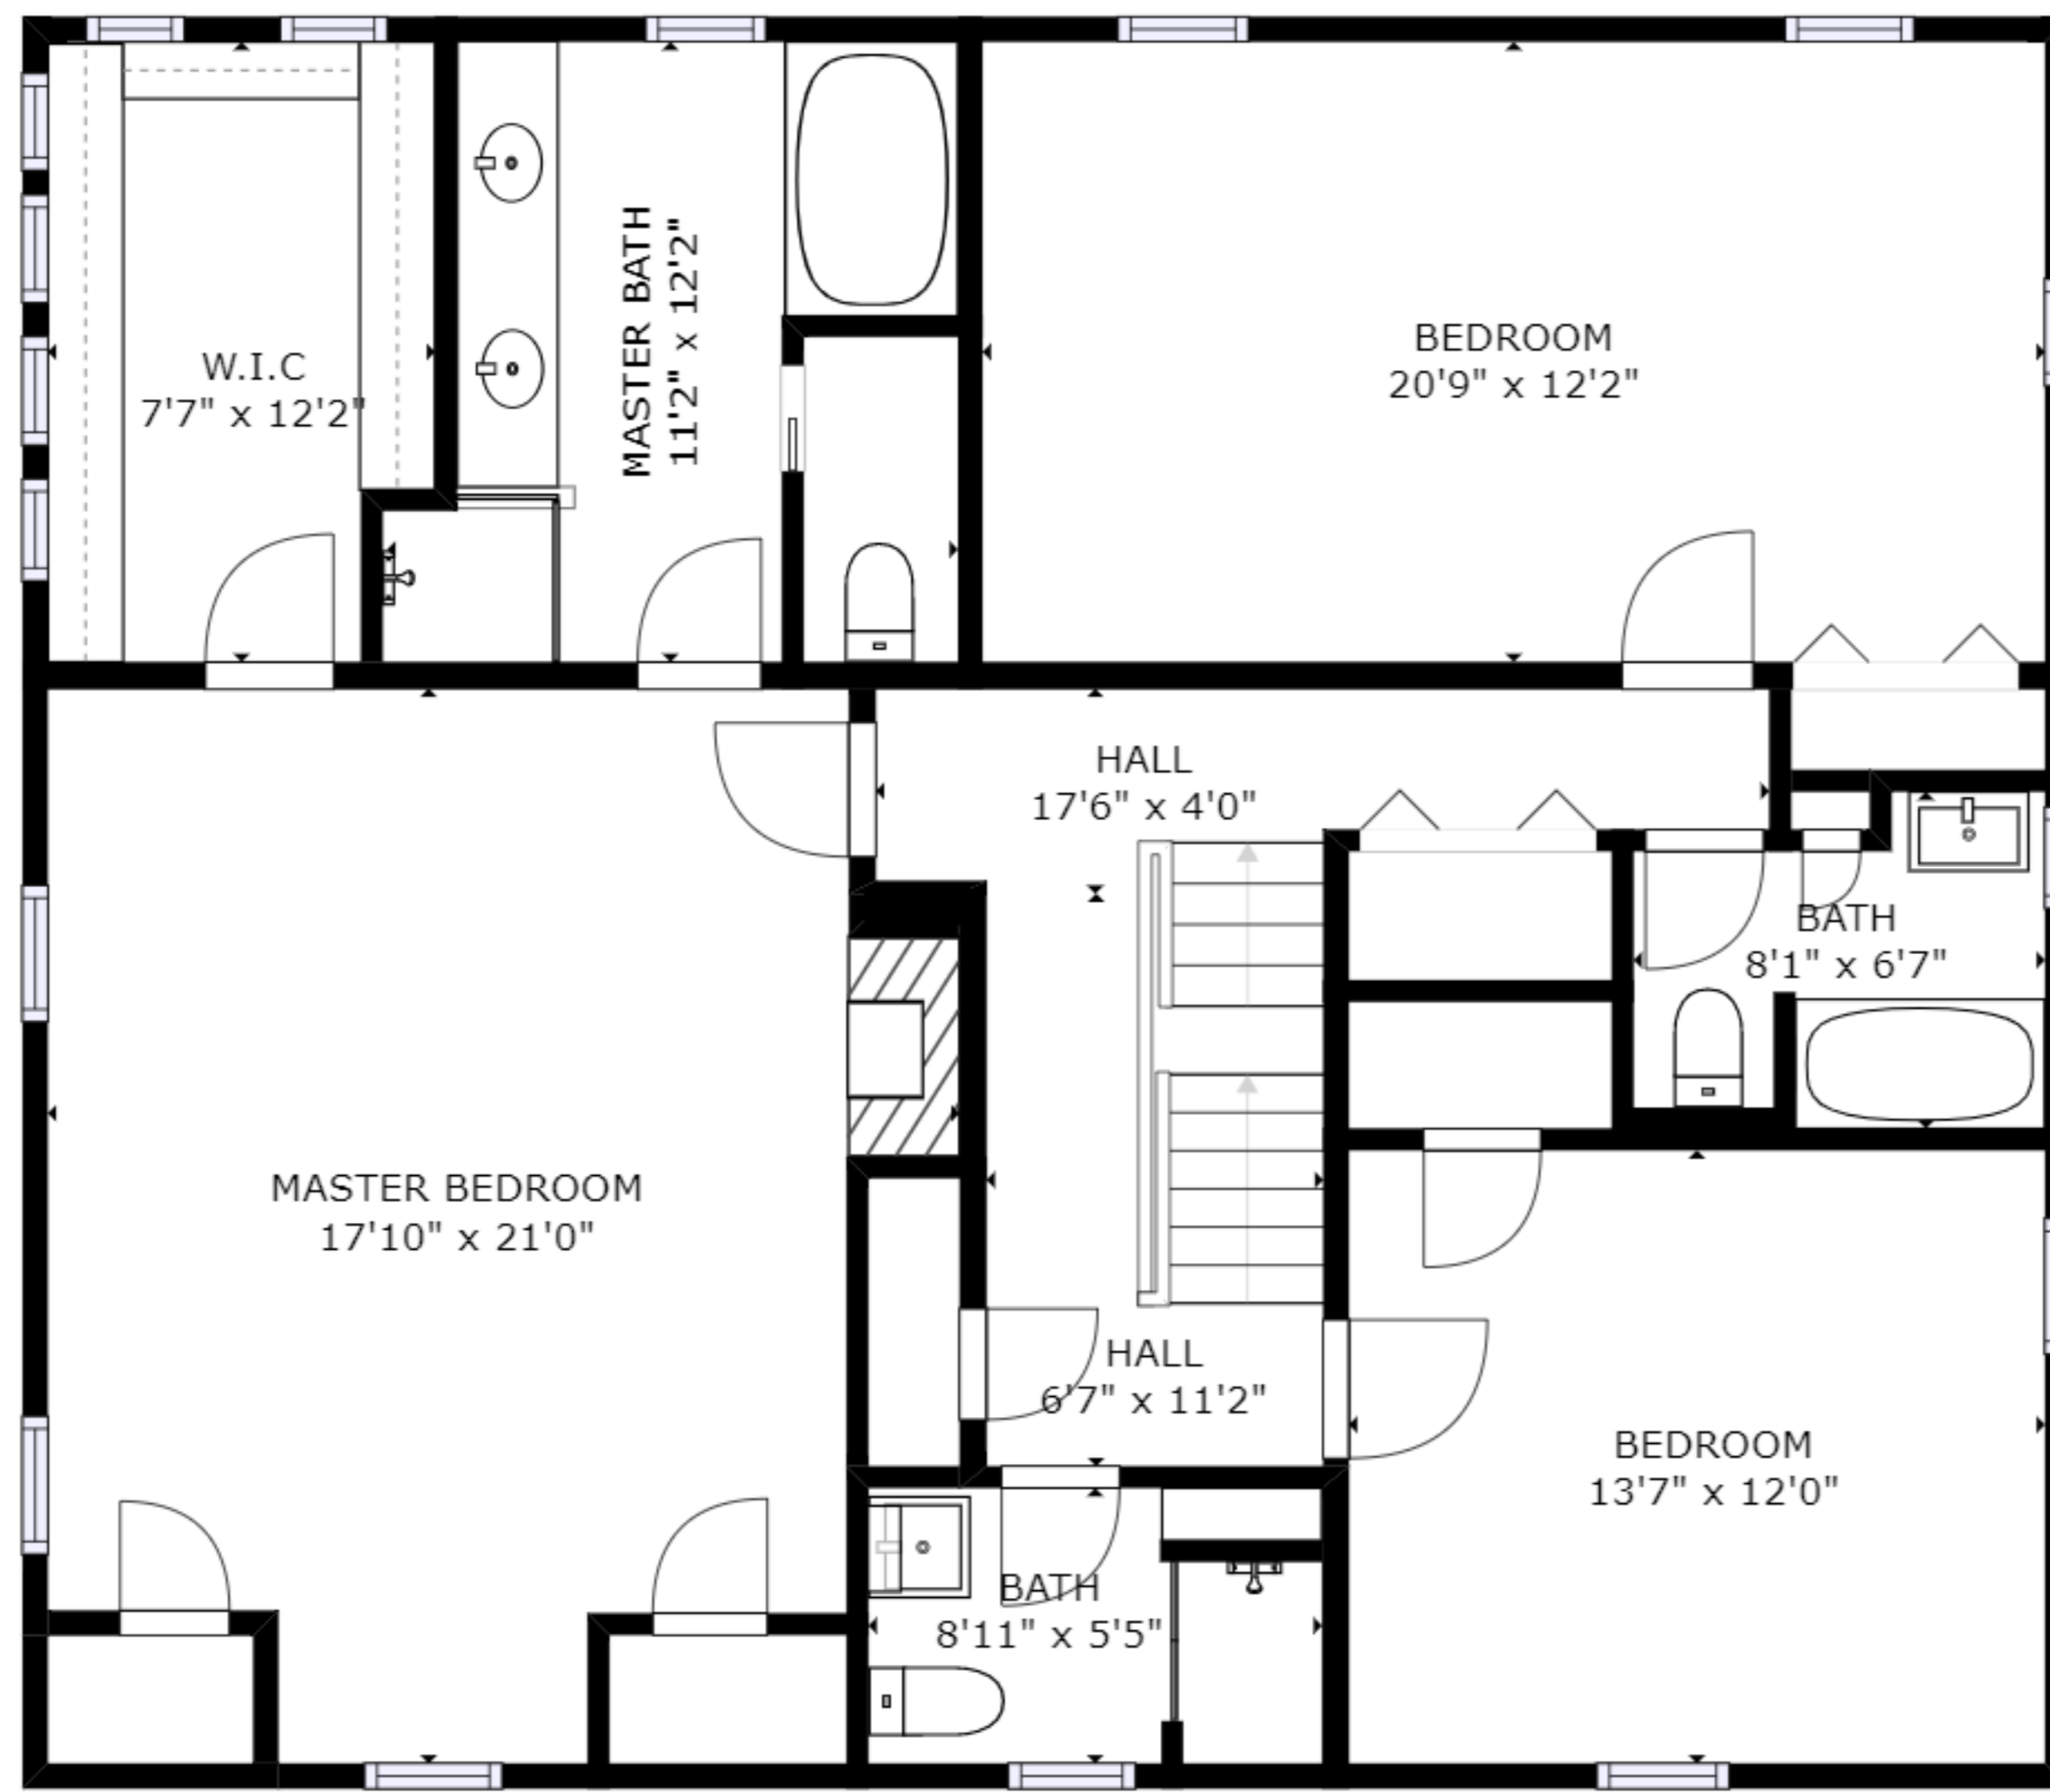 W.I.C
7'7" x 12'2"
MASTER BATH
11'2" x 12'2"
BEDROOM
20'9" x 12'2"
HALL
17'6" x 4'0"
BATH
8'1" x 6'7"
MASTER BEDROOM
17'10" x 21'0"
HALL
6'7" x 11'2"
BEDROOM
13'7" x 12'0"
BATH
8'11" x 5'5"